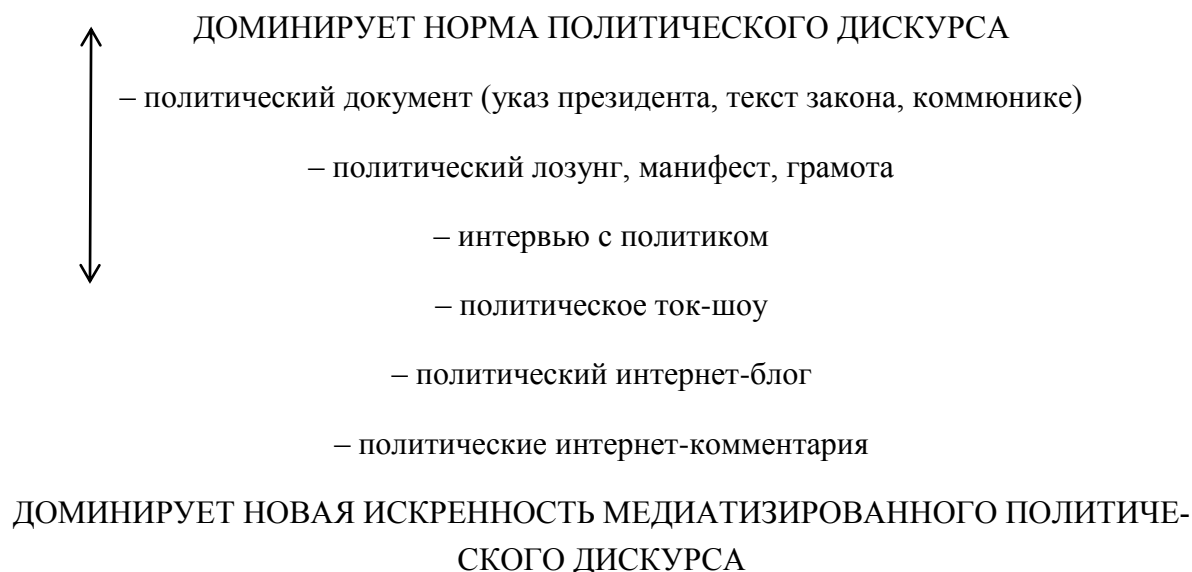 ДОМИНИРУЕТ НОРМА ПОЛИТИЧЕСКОГО ДИСКУРСА
– политический документ (указ президента, текст закона, коммюнике)
– политический лозунг, манифест, грамота
– интервью с политиком
– политическое ток-шоу
– политический интернет-блог
– политические интернет-комментария
ДОМИНИРУЕТ НОВАЯ ИСКРЕННОСТЬ МЕДИАТИЗИРОВАННОГО ПОЛИТИЧЕ-
СКОГО ДИСКУРСА